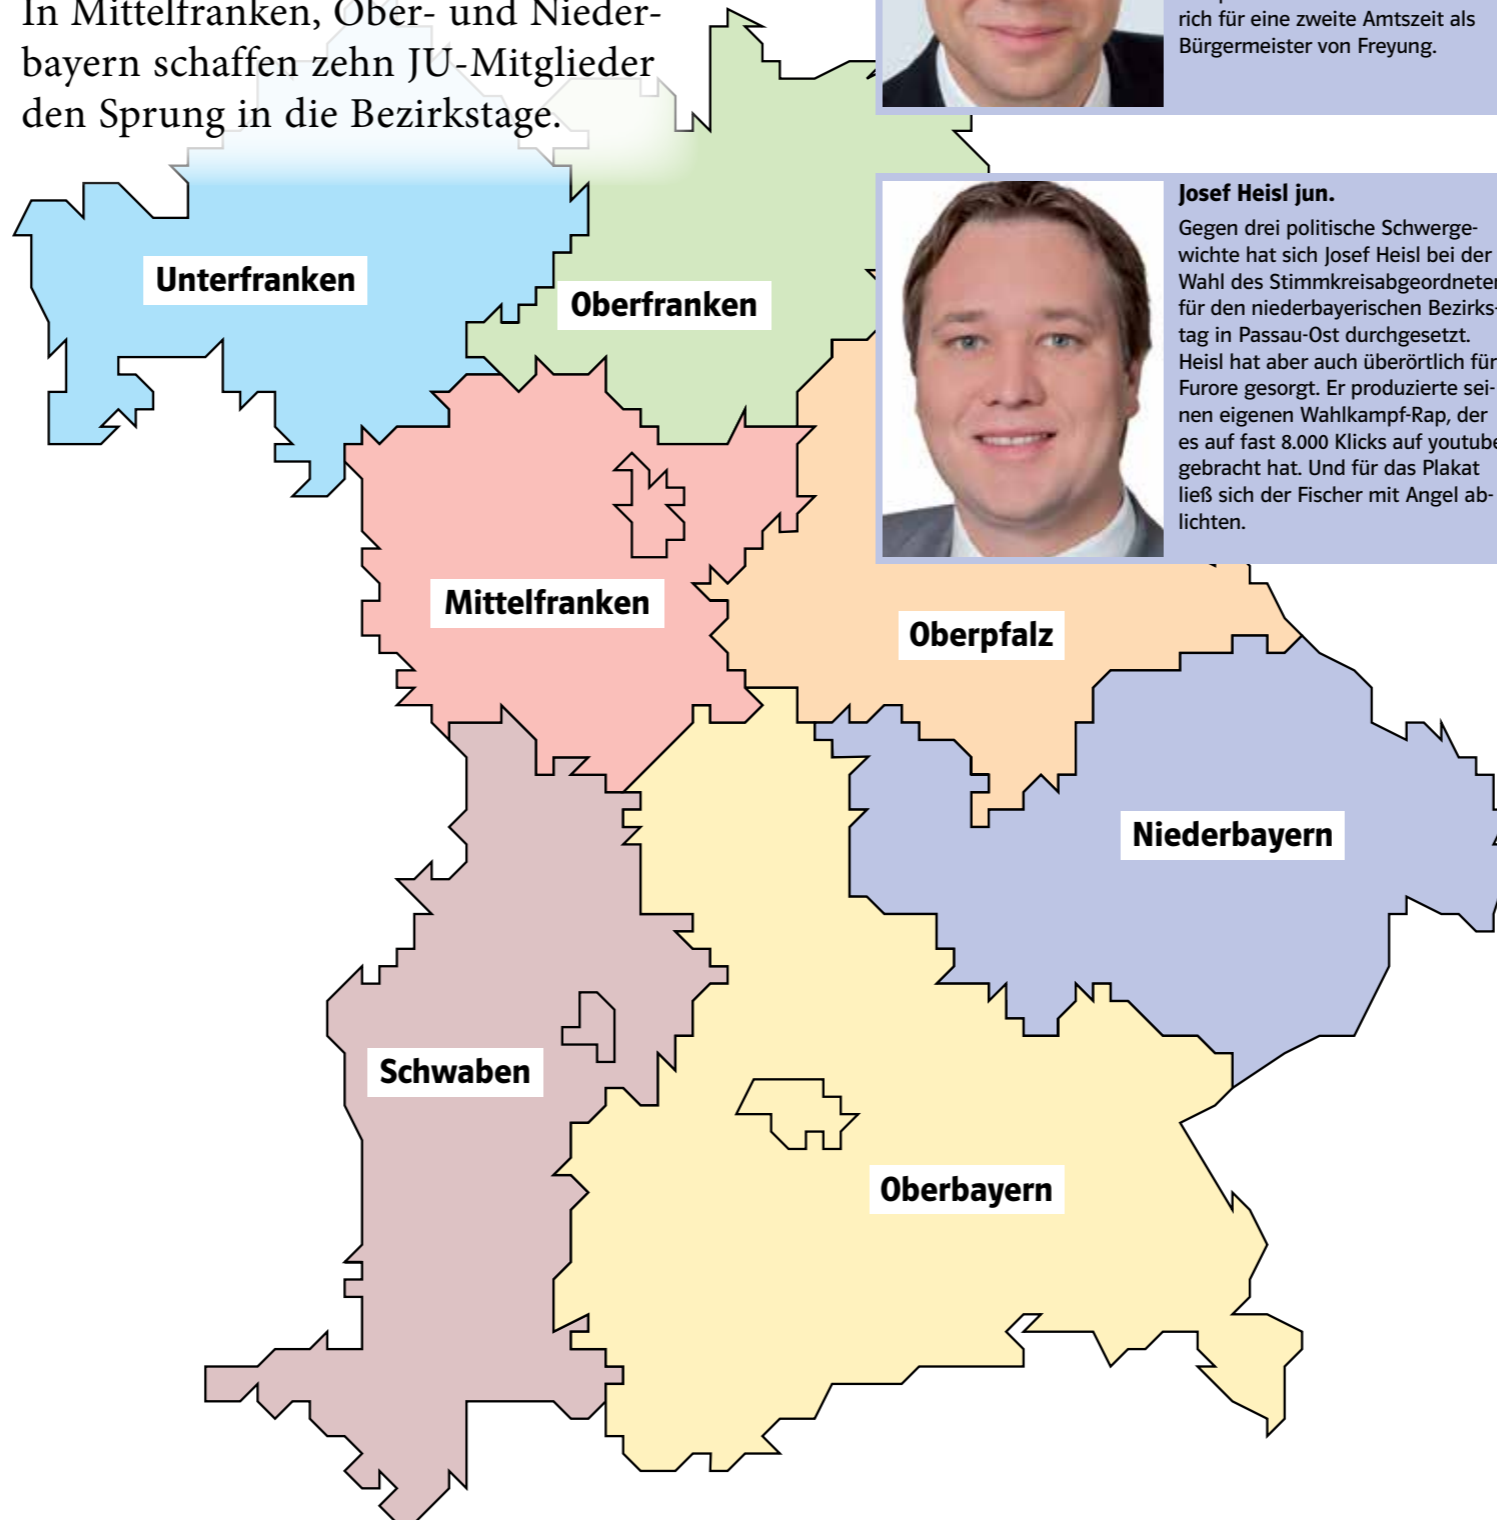 In Mittelfranken, Ober- und Nieder-
bayern schaffen zehn JU-Mitglieder
den Sprung in die Bezirkstage.
rich für eine zweite Amtszeit als
Bürgermeister von Freyung.
Josef Heisl jun.
Gegen drei politische Schwerge-
wichte hat sich Josef Heisl bei der
Wahl des Stimmkreisabgeordneten
für den niederbayerischen Bezirks-
tag in Passau-Ost durchgesetzt.
Heisl hat aber auch überörtlich für
Furore gesorgt. Er produzierte sei-
nen eigenen Wahlkampf-Rap, der
es auf fast 8.000 Klicks auf youtube
gebracht hat. Und für das Plakat
ließ sich der Fischer mit Angel ab-
lichten.
Unterfranken
Oberfranken
Mittelfranken
Oberpfalz
Niederbayern
Schwaben
Oberbayern